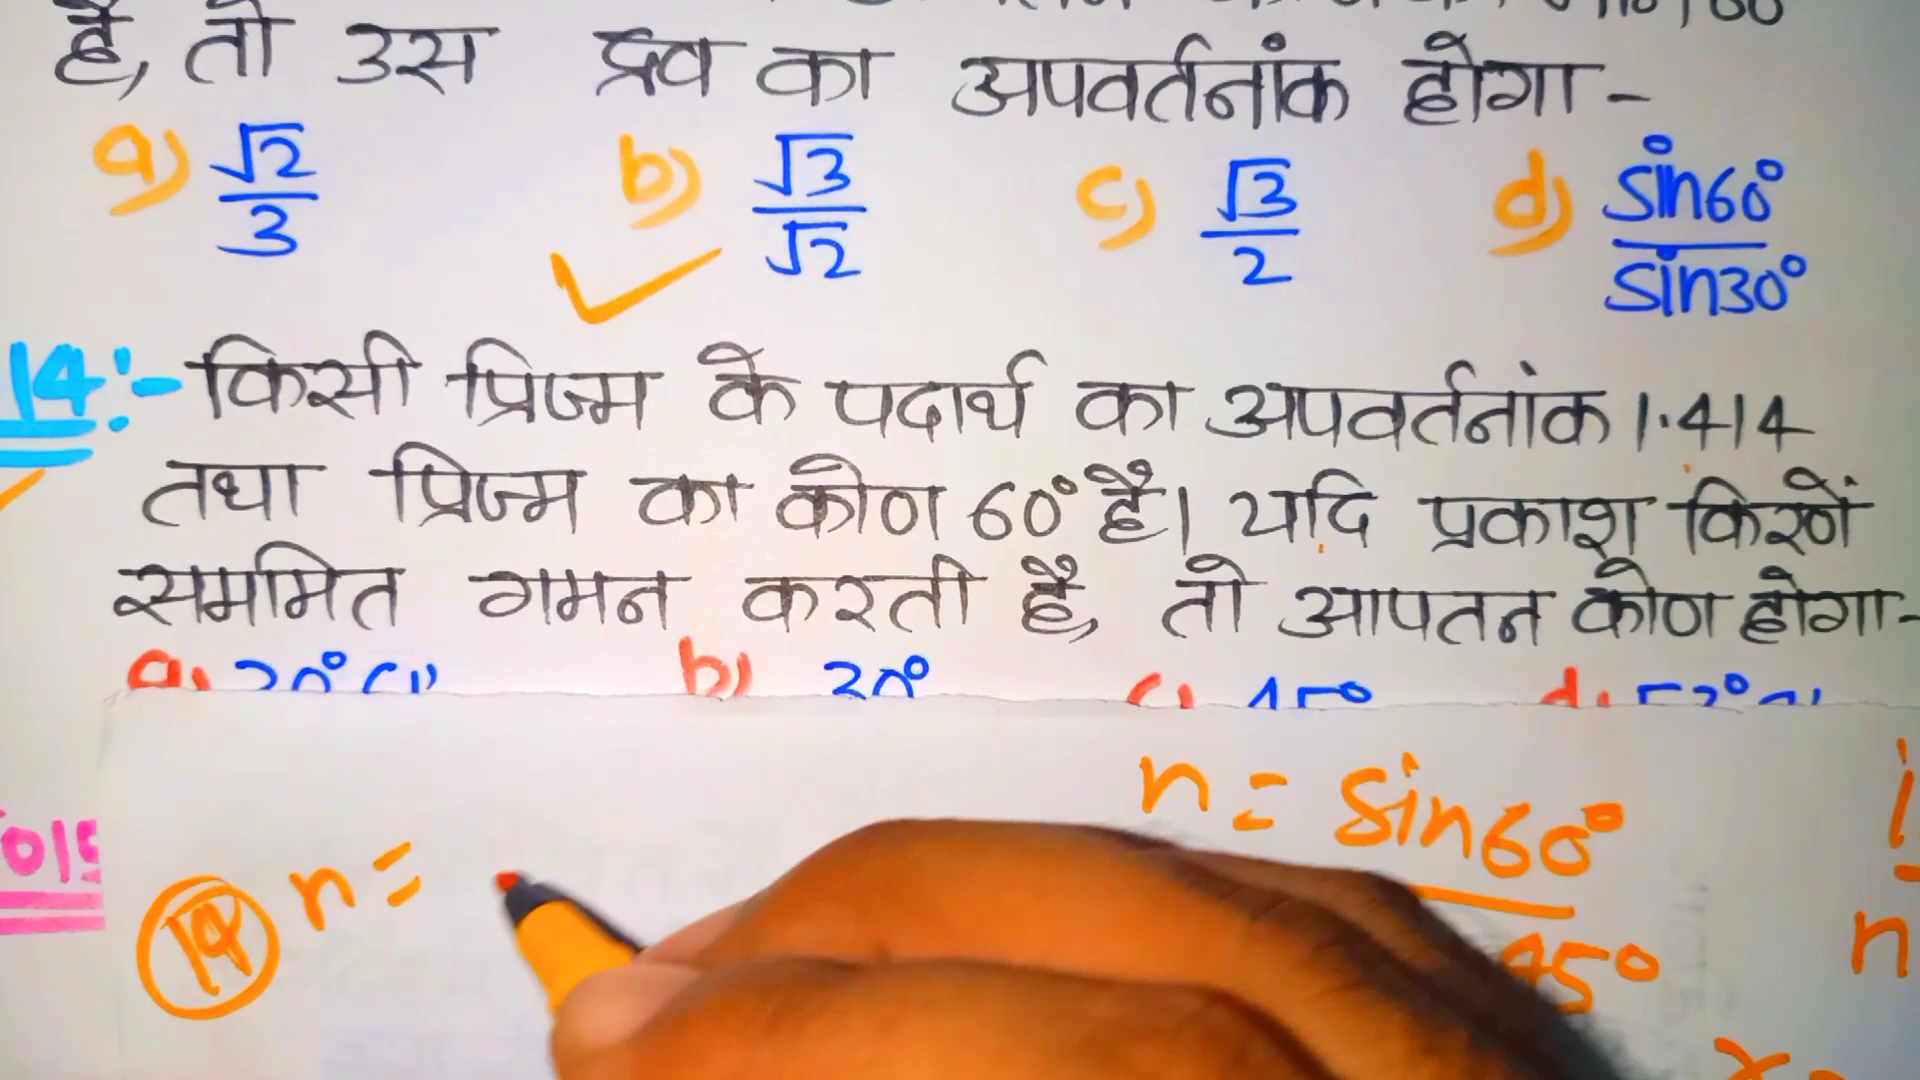 है, तो उस द्रव का अपवर्तनांक होगा -
a) √2/3 b) √3/√2 c) √3/2 d) sin60°/sin30°
14:- किसी प्रिज्म के पदार्थ का अपवर्तनांक 1.414
तथा प्रिज्म का कोण 60° है। यदि प्रकाश किरणें
सममित गमन करती है, तो आपतन कोण होगा-
b) 30°
n = sin60°
45°
14 n =
n